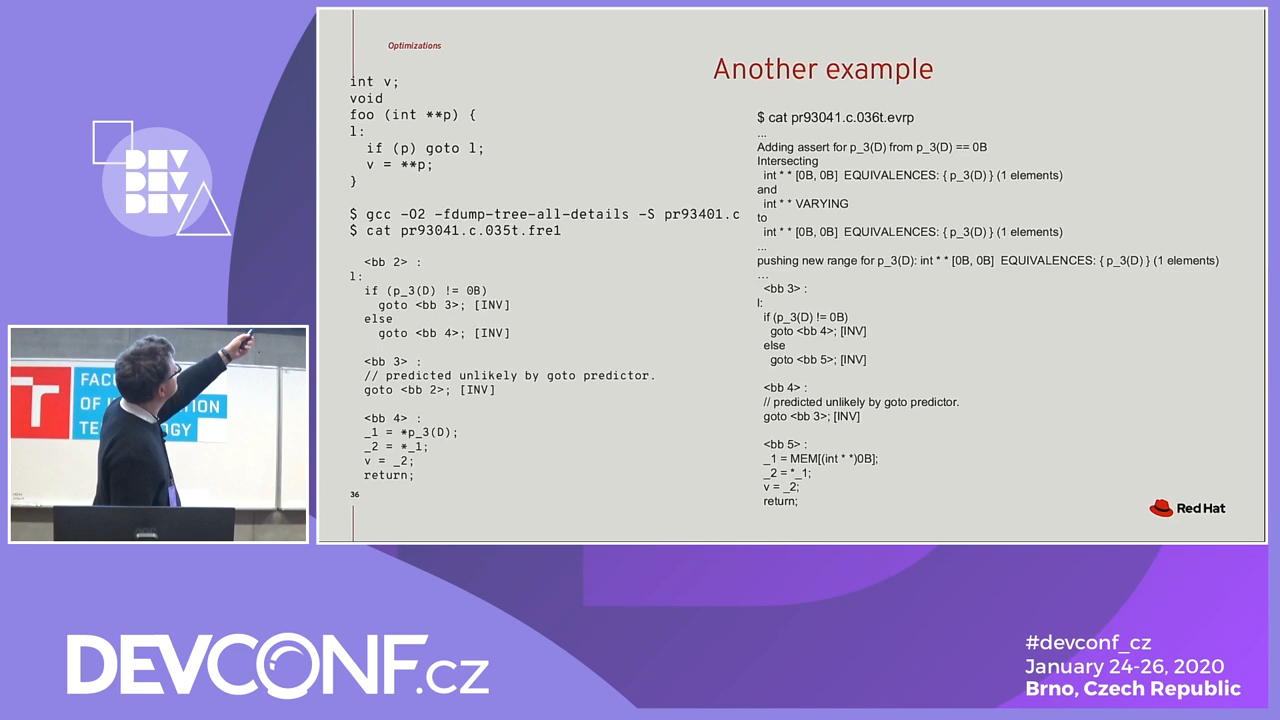 Optimizations
Another example
int v;
void
foo (int **p) {
l:
if (p) goto l;
v = **p;
}
$ gcc -O2 -fdump-tree-all-details -S pr93401.c
$ cat pr93041.c.035t.fre1
<bb 2> :
l:
if (p_3(D) != 0B)
goto <bb 3>; [INV]
else
goto <bb 4>; [INV]
<bb 3> :
// predicted unlikely by goto predictor.
goto <bb 2>; [INV]
<bb 4> :
_1 = *p_3(D);
_2 = *_1;
v = _2;
return;
36
$ cat pr93041.c.036t.evrp
...
Adding assert for p_3(D) from p_3(D) == 0B
Intersecting
int * * [0B, 0B] EQUIVALENCES: { p_3(D) } (1 elements)
and
int * * VARYING
to
int * * [0B, 0B] EQUIVALENCES: { p_3(D) } (1 elements)
...
pushing new range for p_3(D): int * * [0B, 0B] EQUIVALENCES: { p_3(D) } (1 elements)
…
<bb 3> :
l:
if (p_3(D) != 0B)
goto <bb 4>; [INV]
else
goto <bb 5>; [INV]
<bb 4> :
// predicted unlikely by goto predictor.
goto <bb 3>; [INV]
<bb 5> :
_1 = MEM[(int * *)0B];
_2 = *_1;
v = _2;
return;
Red Hat
DEV
DEV
DEV
DEVCONF.cz
#devconf_cz
January 24-26, 2020
Brno, Czech Republic